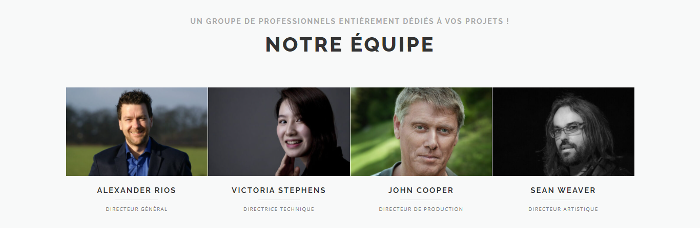 UN GROUPE DE PROFESSIONNELS ENTIÈREMENT DÉDIÉS À VOS PROJETS !
NOTRE ÉQUIPE
ALEXANDER RIOS
VICTORIA STEPHENS
JOHN COOPER
SEAN WEAVER
DIRECTEUR GÉNÉRAL
DIRECTRICE TECHNIQUE
DIRECTEUR DE PRODUCTION
DIRECTEUR ARTISTIQUE